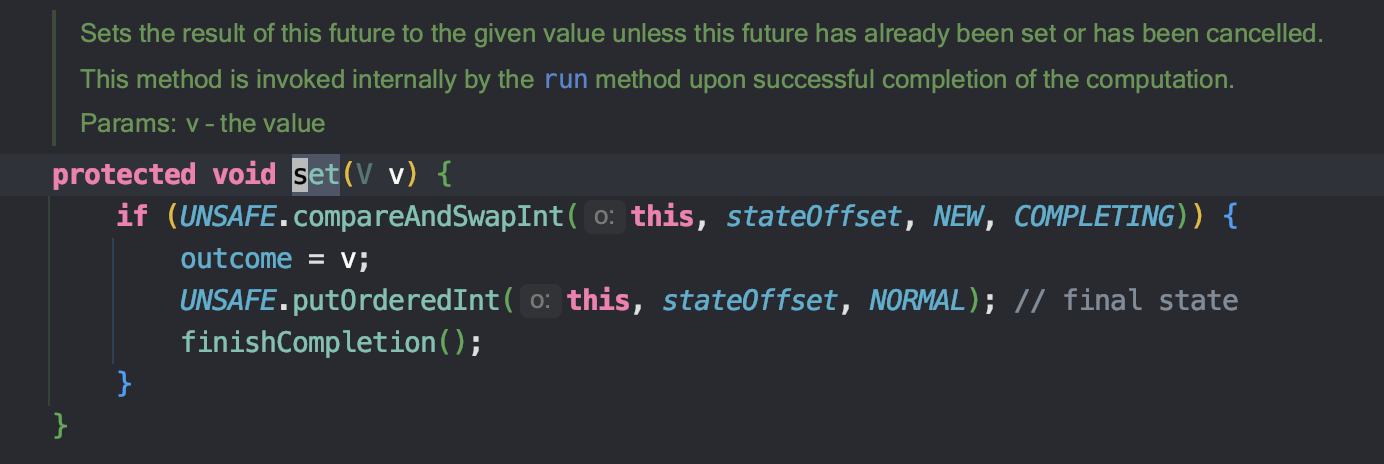 Sets the result of this future to the given value unless this future has already been set or has been cancelled.
This method is invoked internally by the run method upon successful completion of the computation.
Params: v – the value
protected void set(V v) {
    if (UNSAFE.compareAndSwapInt( o: this, stateOffset, NEW, COMPLETING)) {
        outcome = v;
        UNSAFE.putOrderedInt( o: this, stateOffset, NORMAL); // final state
        finishCompletion();
    }
}